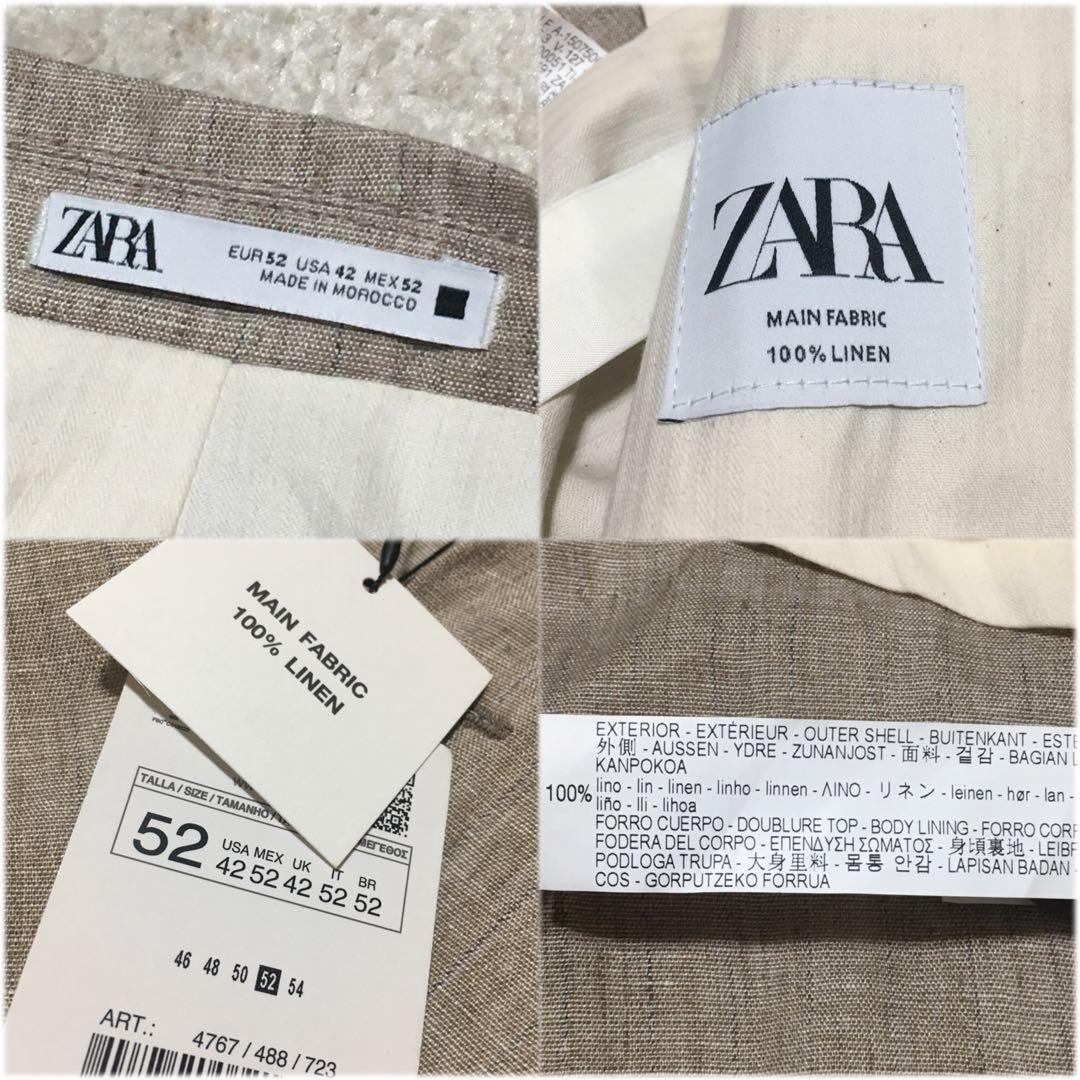 ZARA
EUR 52 USA 42 MEX 52
MADE IN MOROCCO
ZARA
MAIN FABRIC
100% LINEN
MAIN FABRIC
100% LINEN
TALLA / SIZE / TAMANHO /
ΜΕΓΕΘΟΣ
52
USA MEX UK IT BR
42 52 42 52 52
46 48 50 52 54
ART.:
4767 / 488 / 723
EXTERIOR - EXTÉRIEUR - OUTER SHELL - BUITENKANT - ESTE
外側 - AUSSEN - YDRE - ZUNANJOST - 面料 - 겉감 - BAGIAN L
KANPOKOA
100% lino - lin - linen - linho - linnen - ΛΙΝΟ - リネン - leinen - hør - lan -
liño - lli - lihoa
FORRO CUERPO - DOUBLURE TOP - BODY LINING - FORRO COR
FODERA DEL CORPO - ΕΠΕΝΔΥΣΗ ΣΩΜΑΤΟΣ - 身頃裏地 - LEIBF
PODLOGA TRUPA - 大身里料 - 몸통 안감 - LAPISAN BADAN -
COS - GORPUTZEKO FORRUA